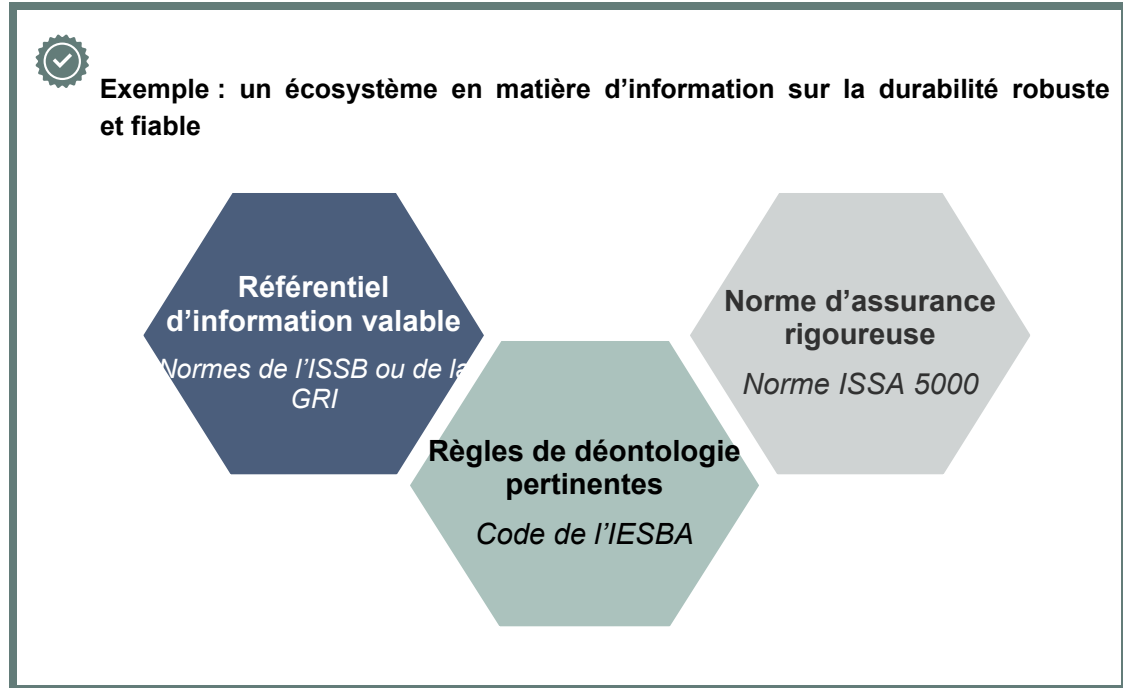 Exemple : un écosystème en matière d’information sur la durabilité robuste
et fiable
Référentiel
d’information valable
Normes de l’ISSB ou de la
GRI
Règles de déontologie
pertinentes
Code de l’IESBA
Norme d’assurance
rigoureuse
Norme ISSA 5000